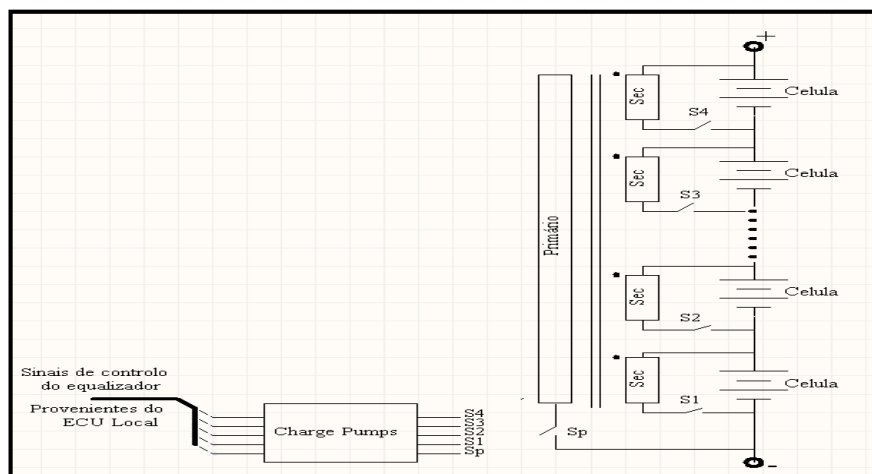 +
Sec
Celula
S4
Sec
Celula
S3
Primário
Sec
Celula
S2
Sec
Celula
S1
Sinais de controlo
do equalizador
Provenientes do
ECU Local
Charge Pumps
S4
S3
S2
S1
Sp
Sp
-